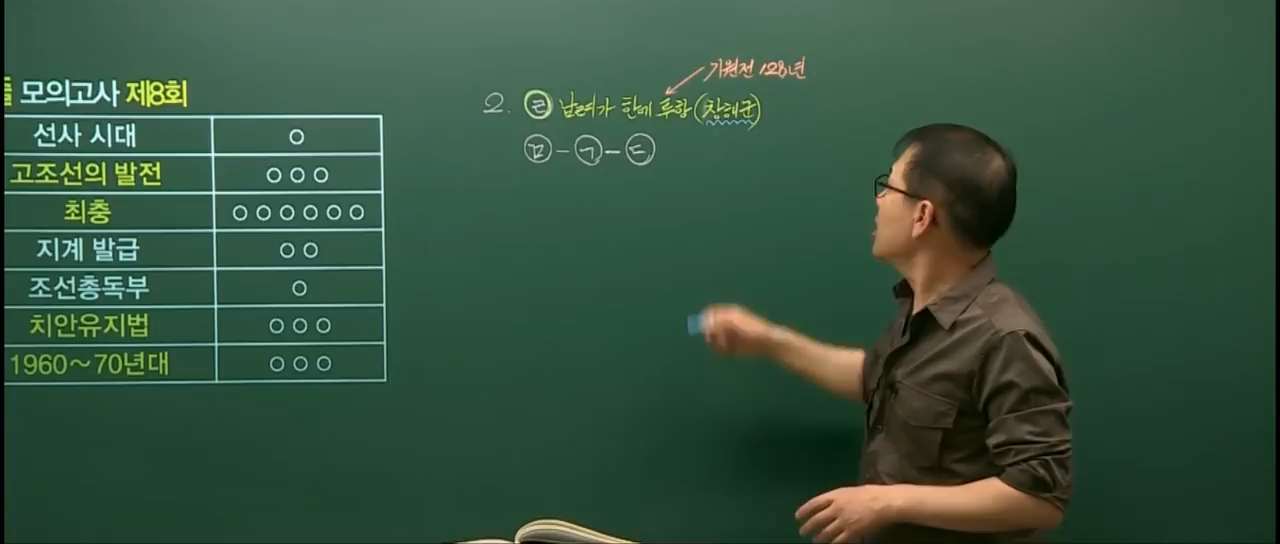 모의고사 제8회
선사 시대 ○
고조선의 발전 ○○○
최충 ○○○○○○
지계 발급 ○○
조선총독부 ○
치안유지법 ○○○
1960~70년대 ○○○
기원전 128년
2. ㉣ 남려가 한에 투항 (창해군)
㉤-㉠-㉢